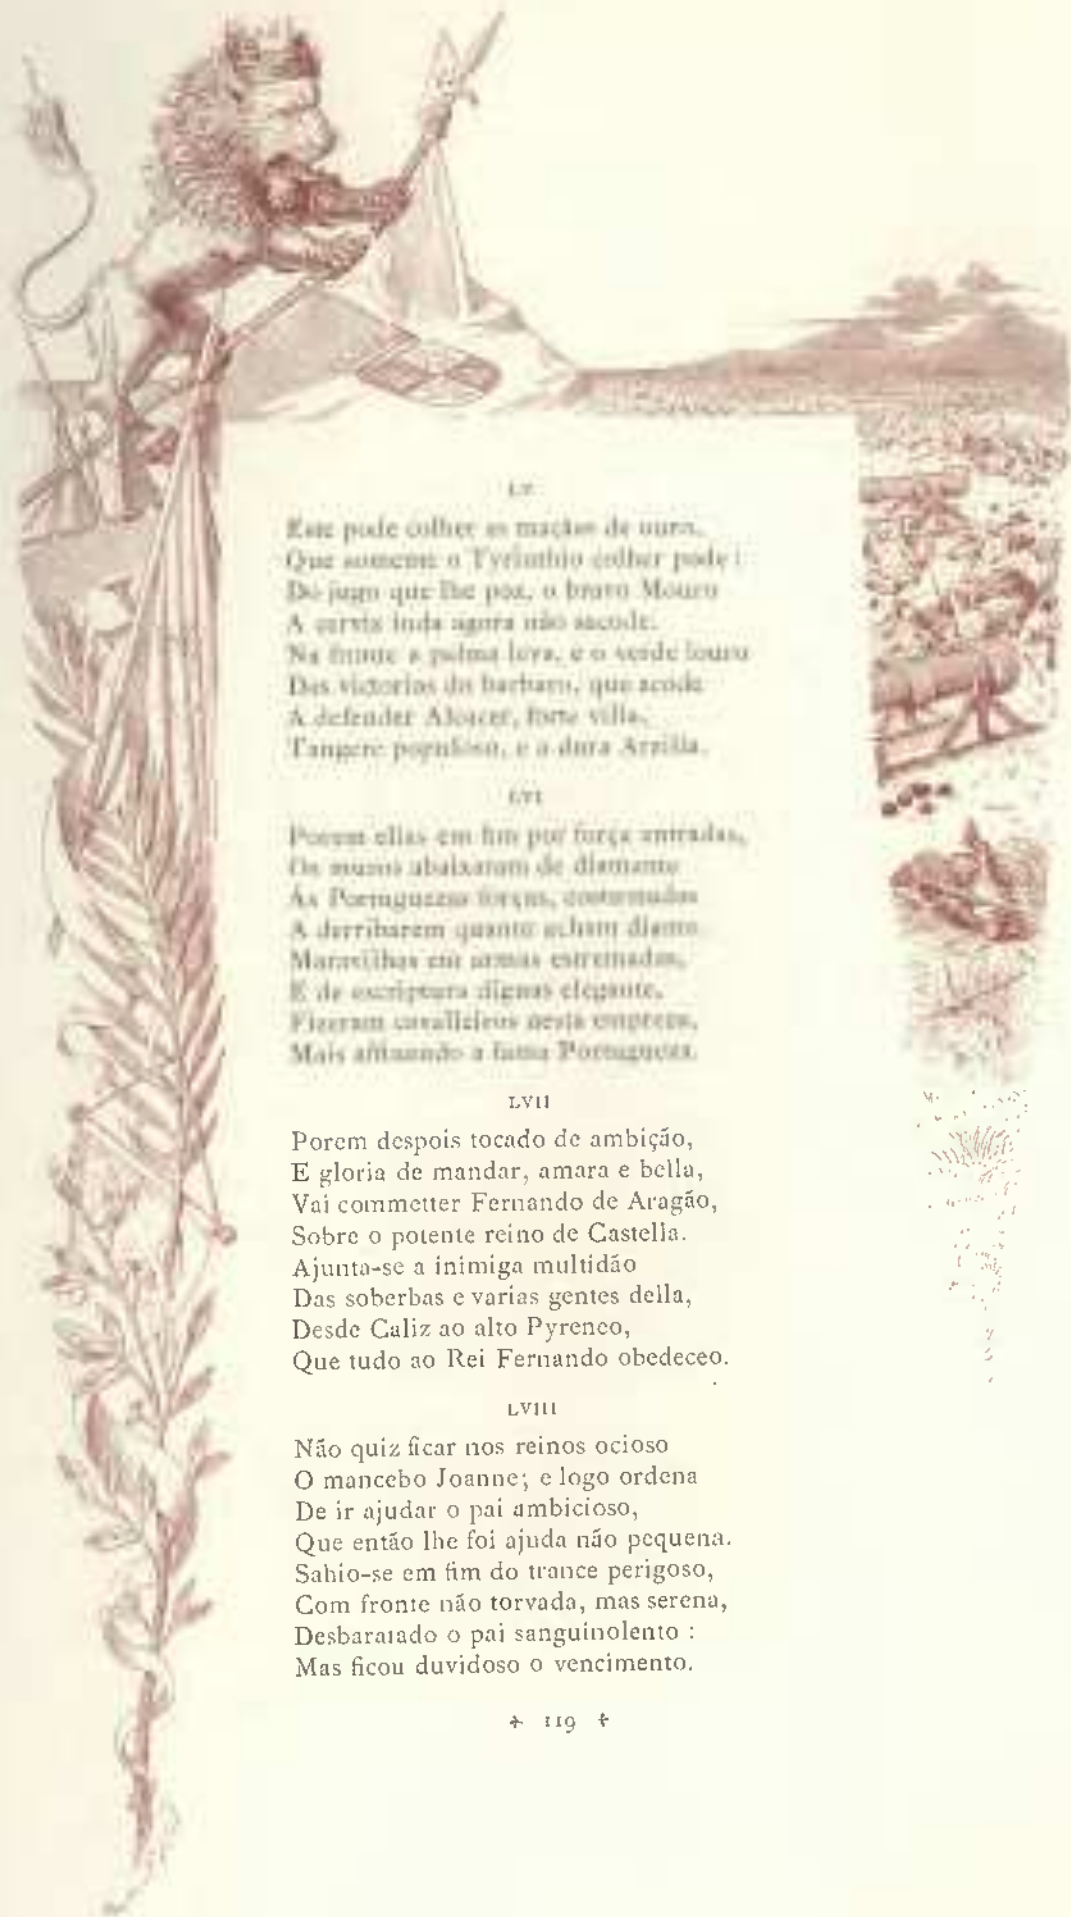 LV
Este pode colher as maçãas de ouro,
Que somente o Tyrinthio colher pode:
Do jugo que lhe poz, o bravo Mouro
A cerviz inda agora não sacode.
Na fronte a palma leva, e o verde louro
Das victorias do barbaro, que acode
A defender Alcacer, forte villa,
Tangere populoso, e a dura Arzilla.
LVI
Porem ellas em fim por força entradas,
Os muros abaixaram de diamante
Ás Portuguezas forças, costumadas
A derribarem quanto acham diante.
Maravilhas em armas estremadas,
E de escriptura dignas elegante,
Fizeram cavalleiros nesta empreza,
Mais affinando a fama Portugueza.
LVII
Porem despois tocado de ambição,
E gloria de mandar, amara e bella,
Vai commetter Fernando de Aragão,
Sobre o potente reino de Castella.
Ajunta-se a inimiga multidão
Das soberbas e varias gentes della,
Desde Caliz ao alto Pyreneo,
Que tudo ao Rei Fernando obedeceo.
LVIII
Não quiz ficar nos reinos ocioso
O mancebo Joanne; e logo ordena
De ir ajudar o pai ambicioso,
Que então lhe foi ajuda não pequena.
Sahio-se em fim do trance perigoso,
Com fronte não torvada, mas serena,
Desbaratado o pai sanguinolento :
Mas ficou duvidoso o vencimento.
119